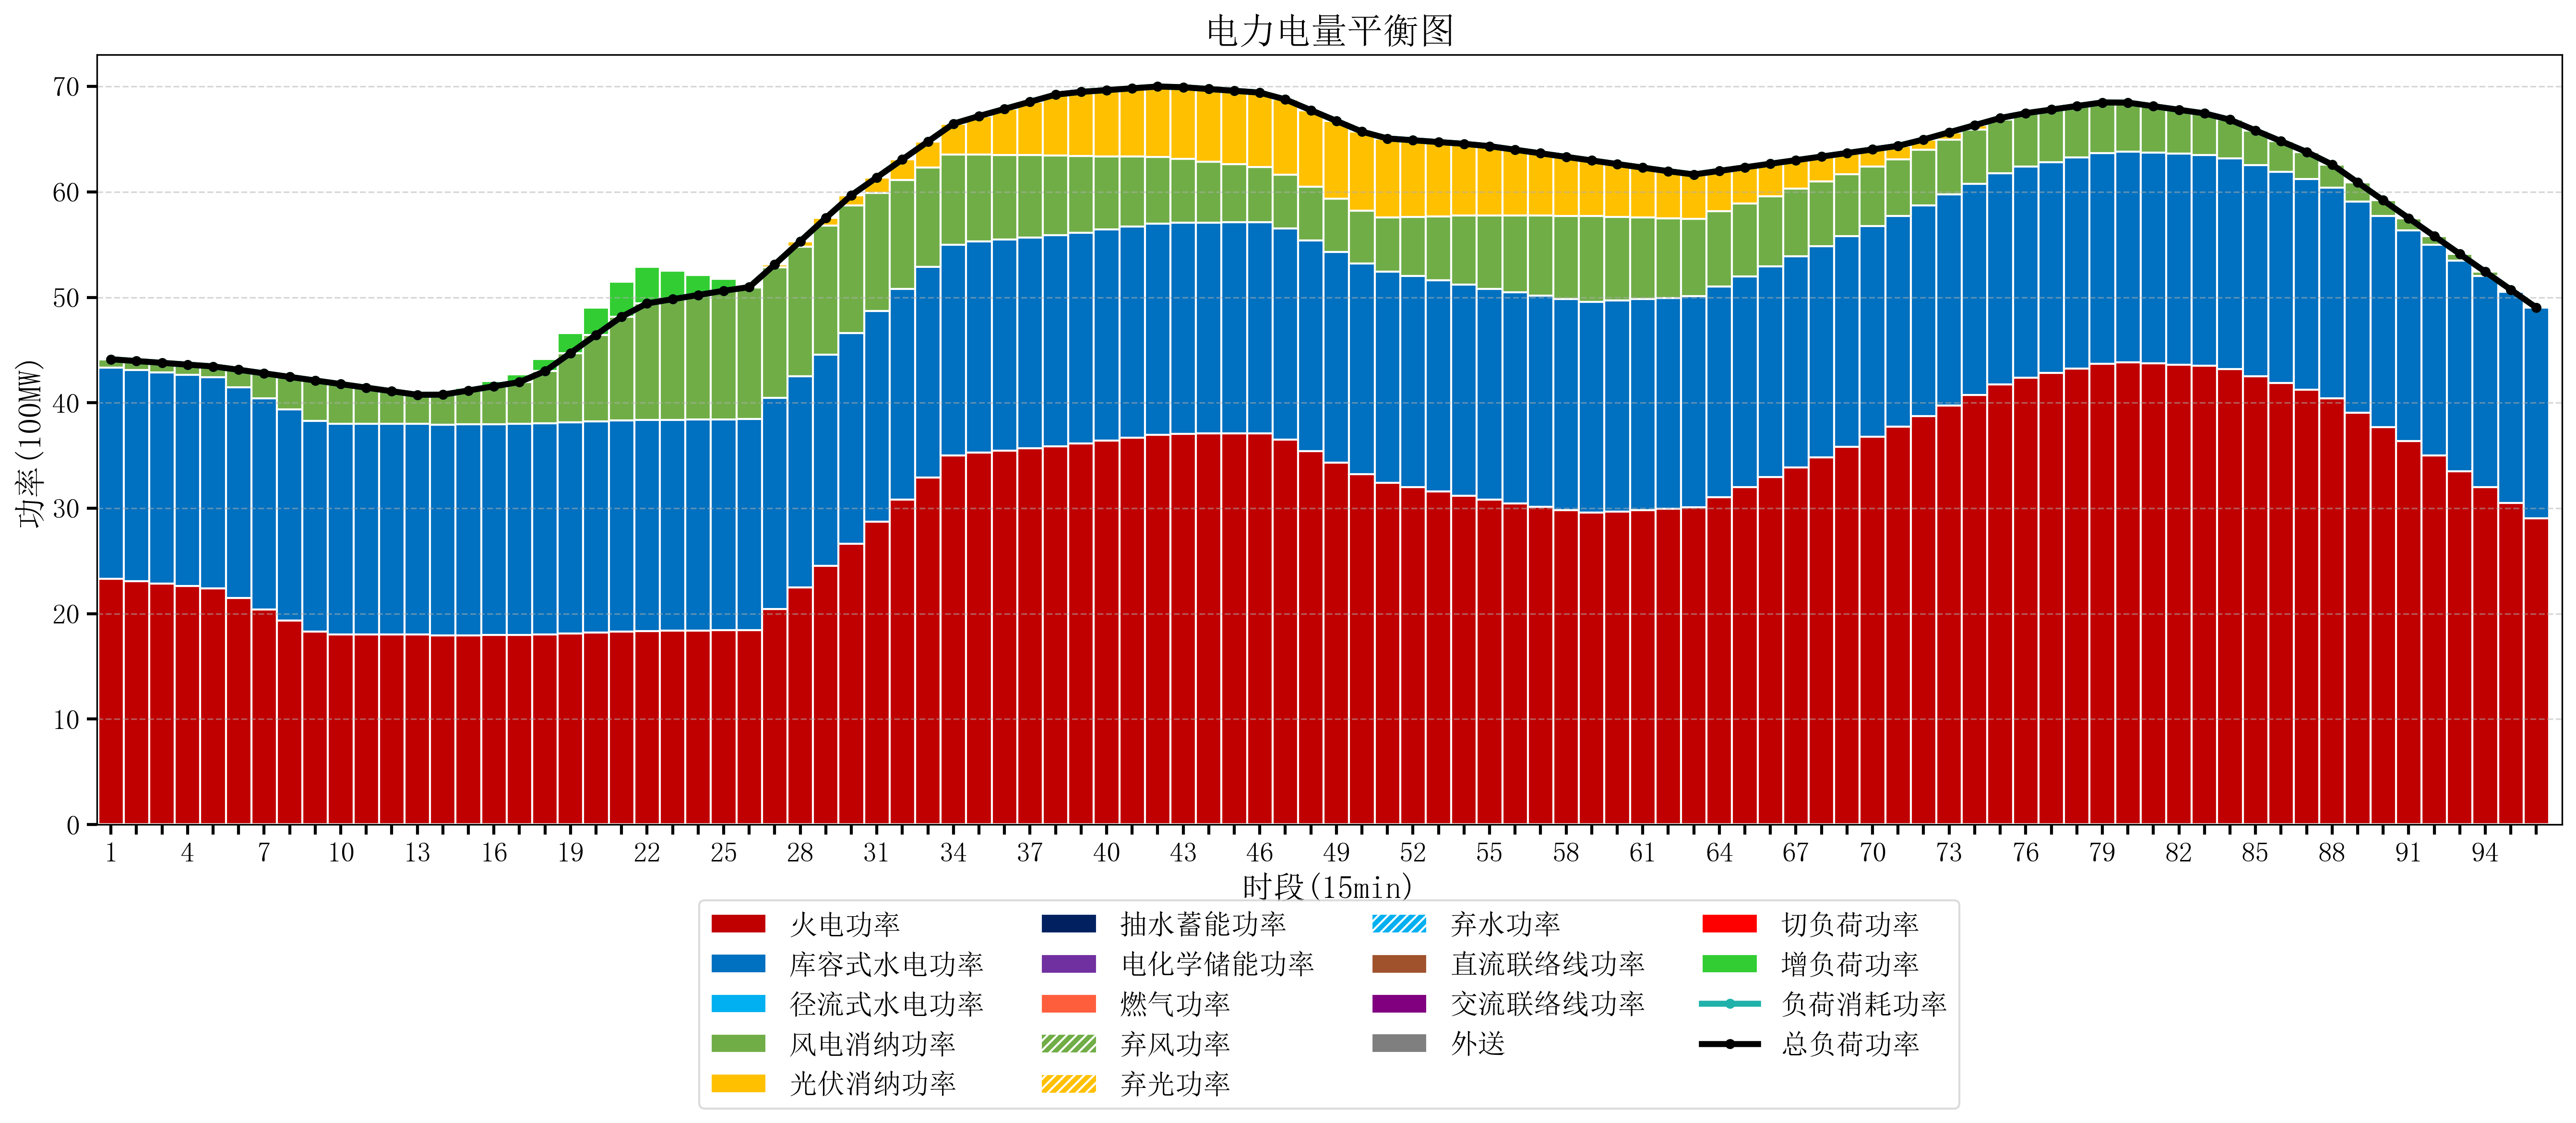 电力电量平衡图
功率(100MW)
70
60
50
40
30
20
10
0
1 4 7 10 13 16 19 22 25 28 31 34 37 40 43 46 49 52 55 58 61 64 67 70 73 76 79 82 85 88 91 94
时段(15min)
火电功率 抽水蓄能功率 弃水功率 切负荷功率
库容式水电功率 电化学储能功率 直流联络线功率 增负荷功率
径流式水电功率 燃气功率 交流联络线功率 负荷消耗功率
风电消纳功率 弃风功率 外送 总负荷功率
光伏消纳功率 弃光功率